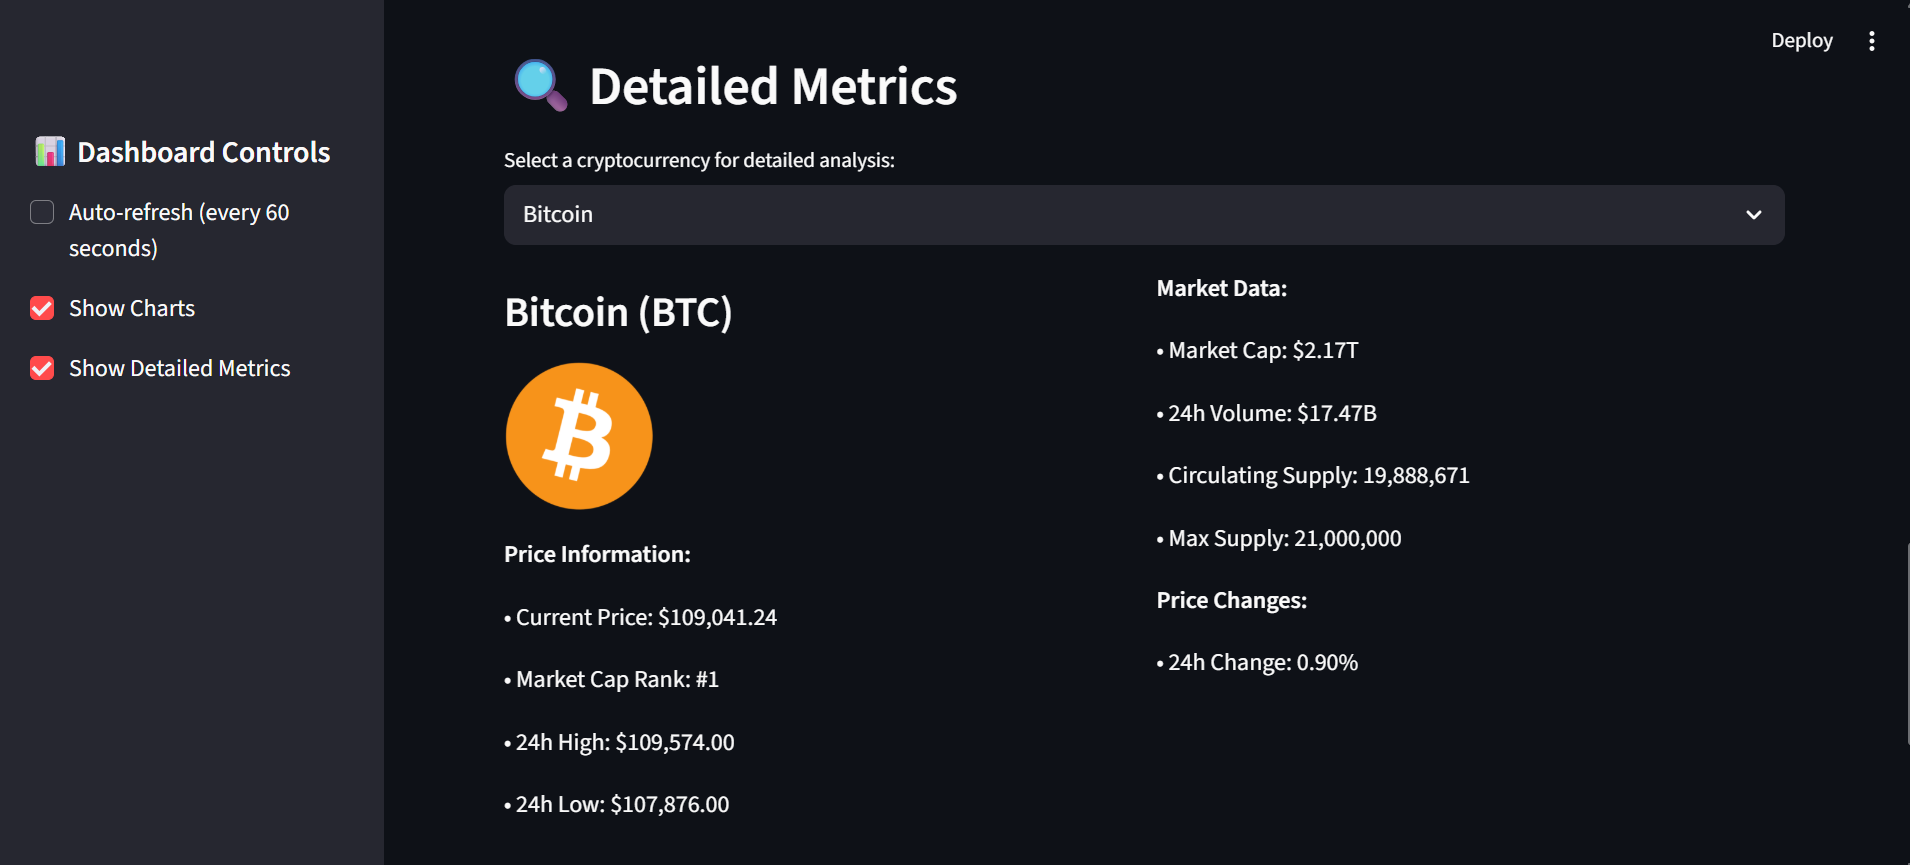 Deploy
📊 Dashboard Controls
Auto-refresh (every 60
seconds)
Show Charts
Show Detailed Metrics
🔍 Detailed Metrics
Select a cryptocurrency for detailed analysis:
Bitcoin
Bitcoin (BTC)
Price Information:
• Current Price: $109,041.24
• Market Cap Rank: #1
• 24h High: $109,574.00
• 24h Low: $107,876.00
Market Data:
• Market Cap: $2.17T
• 24h Volume: $17.47B
• Circulating Supply: 19,888,671
• Max Supply: 21,000,000
Price Changes:
• 24h Change: 0.90%